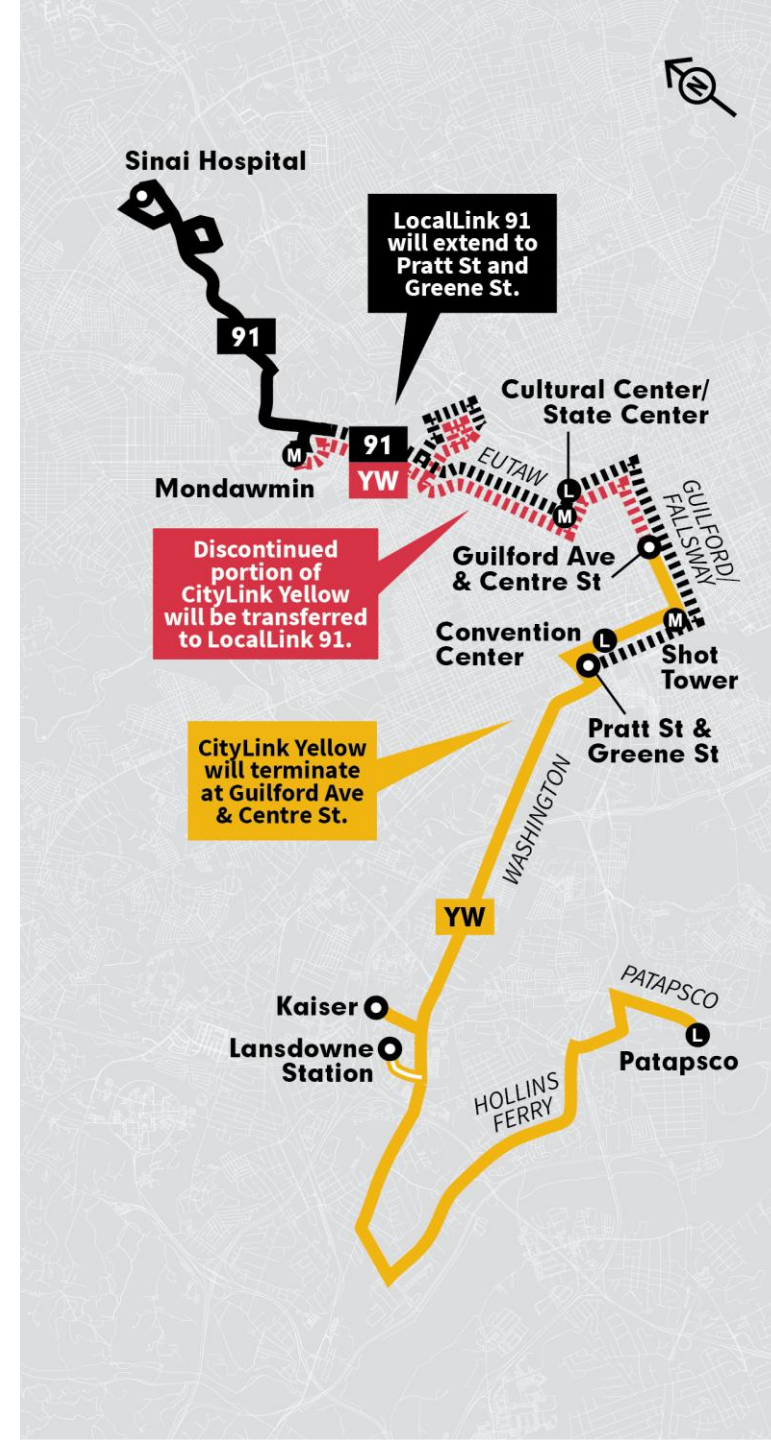 N
Sinai Hospital
LocalLink 91
will extend to
Pratt St and
Greene St.
91
Cultural Center/
State Center
91
YW
M
Mondawmin
EUTAW
L
M
GUILFORD/
FALLSWAY
Discontinued
portion of
CityLink Yellow
will be transferred
to LocalLink 91.
Guilford Ave
& Centre St
Convention
Center
L
M
Shot
Tower
Pratt St &
Greene St
CityLink Yellow
will terminate
at Guilford Ave
& Centre St.
WASHINGTON
YW
Kaiser
Lansdowne
Station
PATAPSCO
L
Patapsco
HOLLINS
FERRY